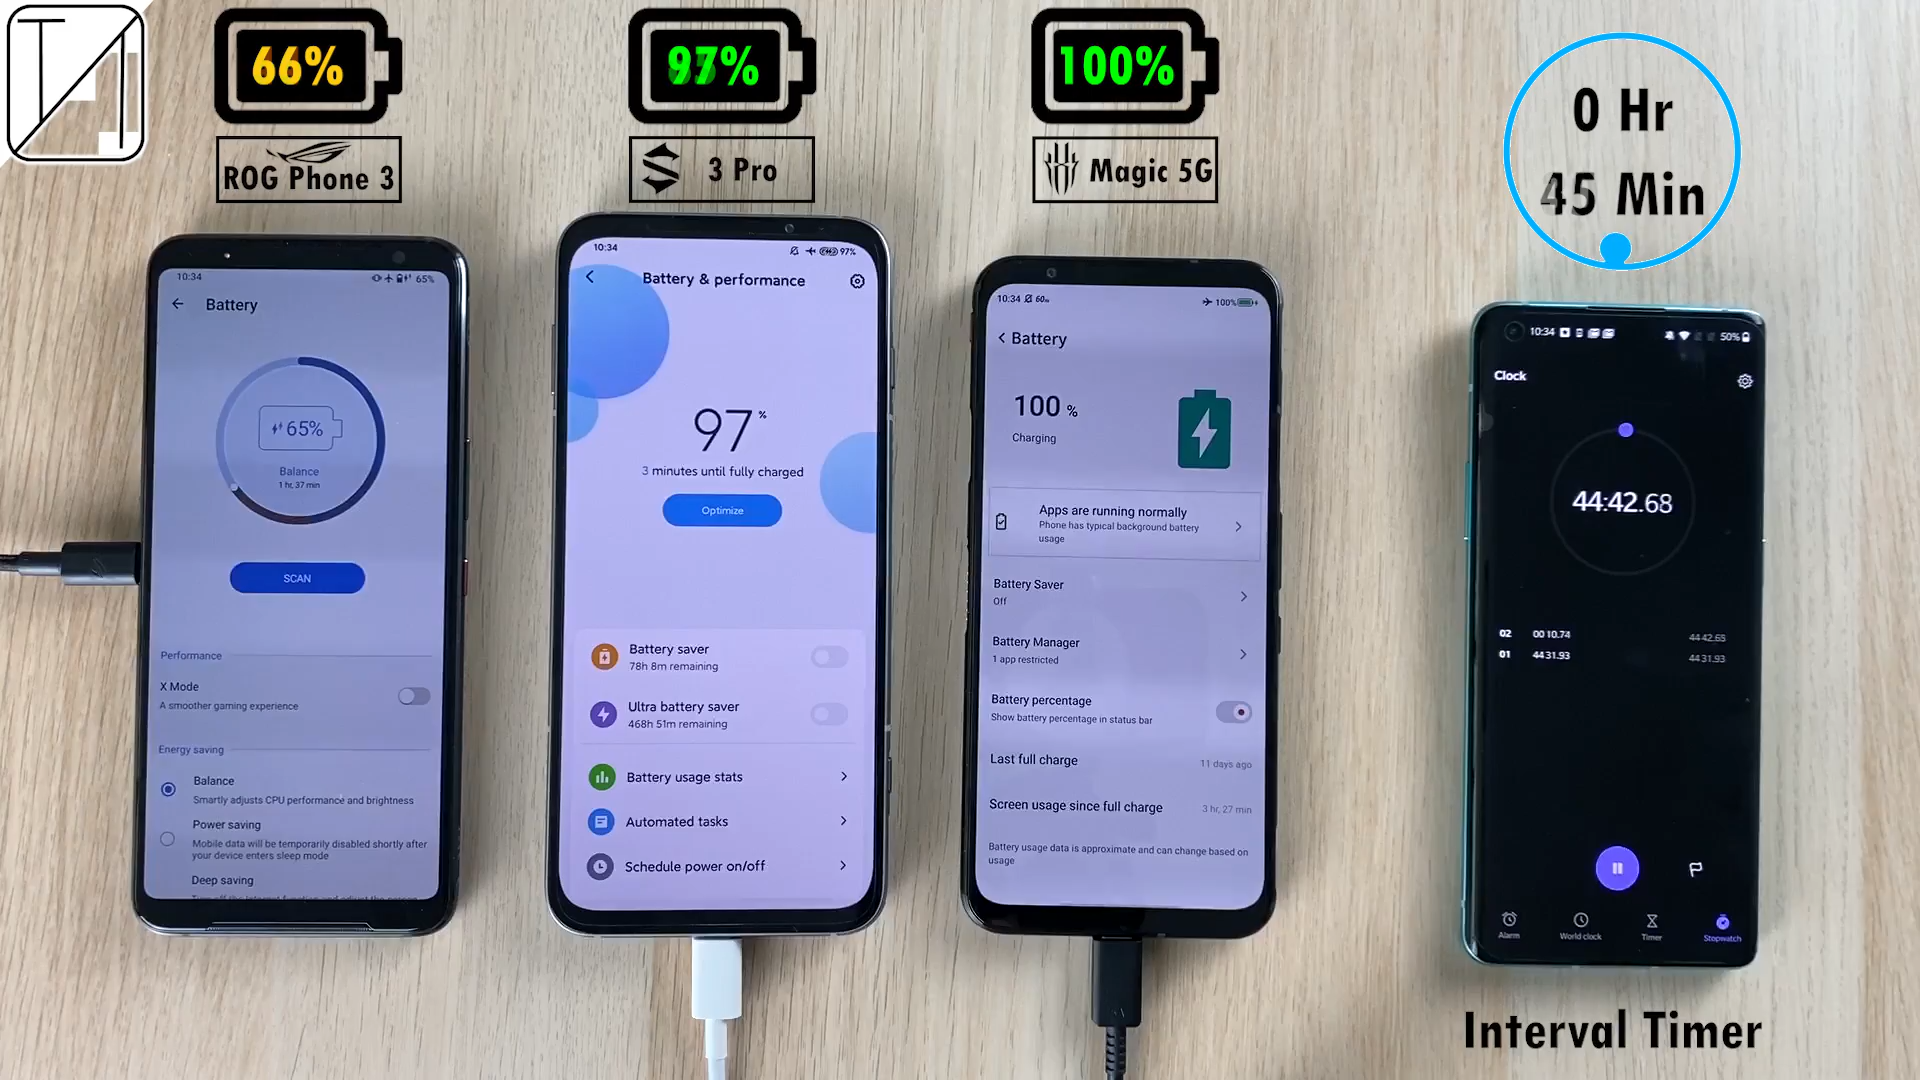 66%
ROG Phone 3
97%
3 Pro
100%
Magic 5G
0 Hr
45 Min
10:34
65%
Battery
65%
Balance
1 hr, 37 min
SCAN
Performance
X Mode
A smoother gaming experience
Energy saving
Balance
Smartly adjusts CPU performance and brightness
Power saving
Mobile data will be temporarily disabled shortly after
your device enters sleep mode
Deep saving
10:34
97%
Battery & performance
97%
3 minutes until fully charged
Optimize
Battery saver
78h 8m remaining
Ultra battery saver
468h 51m remaining
Battery usage stats
Automated tasks
Schedule power on/off
10:34
100%
Battery
100 %
Charging
Apps are running normally
Phone has typical background battery
usage
Battery Saver
Off
Battery Manager
1 app restricted
Battery percentage
Show battery percentage in status bar
Last full charge 11 days ago
Screen usage since full charge 3 hr, 27 min
Battery usage data is approximate and can change based on
usage
10:34
50%
Clock
44:42.68
02 00 10.74 44 42.68
01 44 31.93 44 31.93
Alarm World clock Timer Stopwatch
Interval Timer